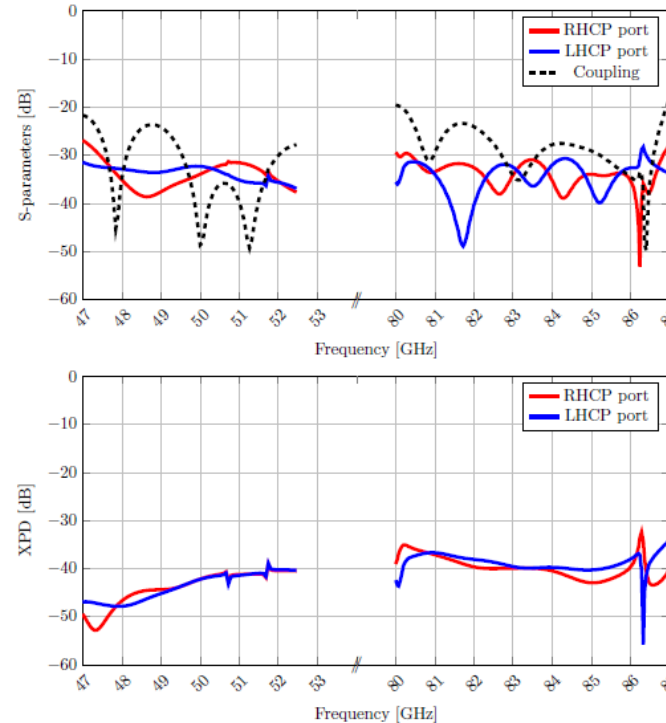 0
−10
−20
−30
−40
−50
−60
S-parameters [dB]
RHCP port
LHCP port
Coupling
47 48 49 50 51 52 53 // 80 81 82 83 84 85 86
Frequency [GHz]
0
−10
−20
−30
−40
−50
−60
XPD [dB]
RHCP port
LHCP port
47 48 49 50 51 52 53 // 80 81 82 83 84 85 86
Frequency [GHz]